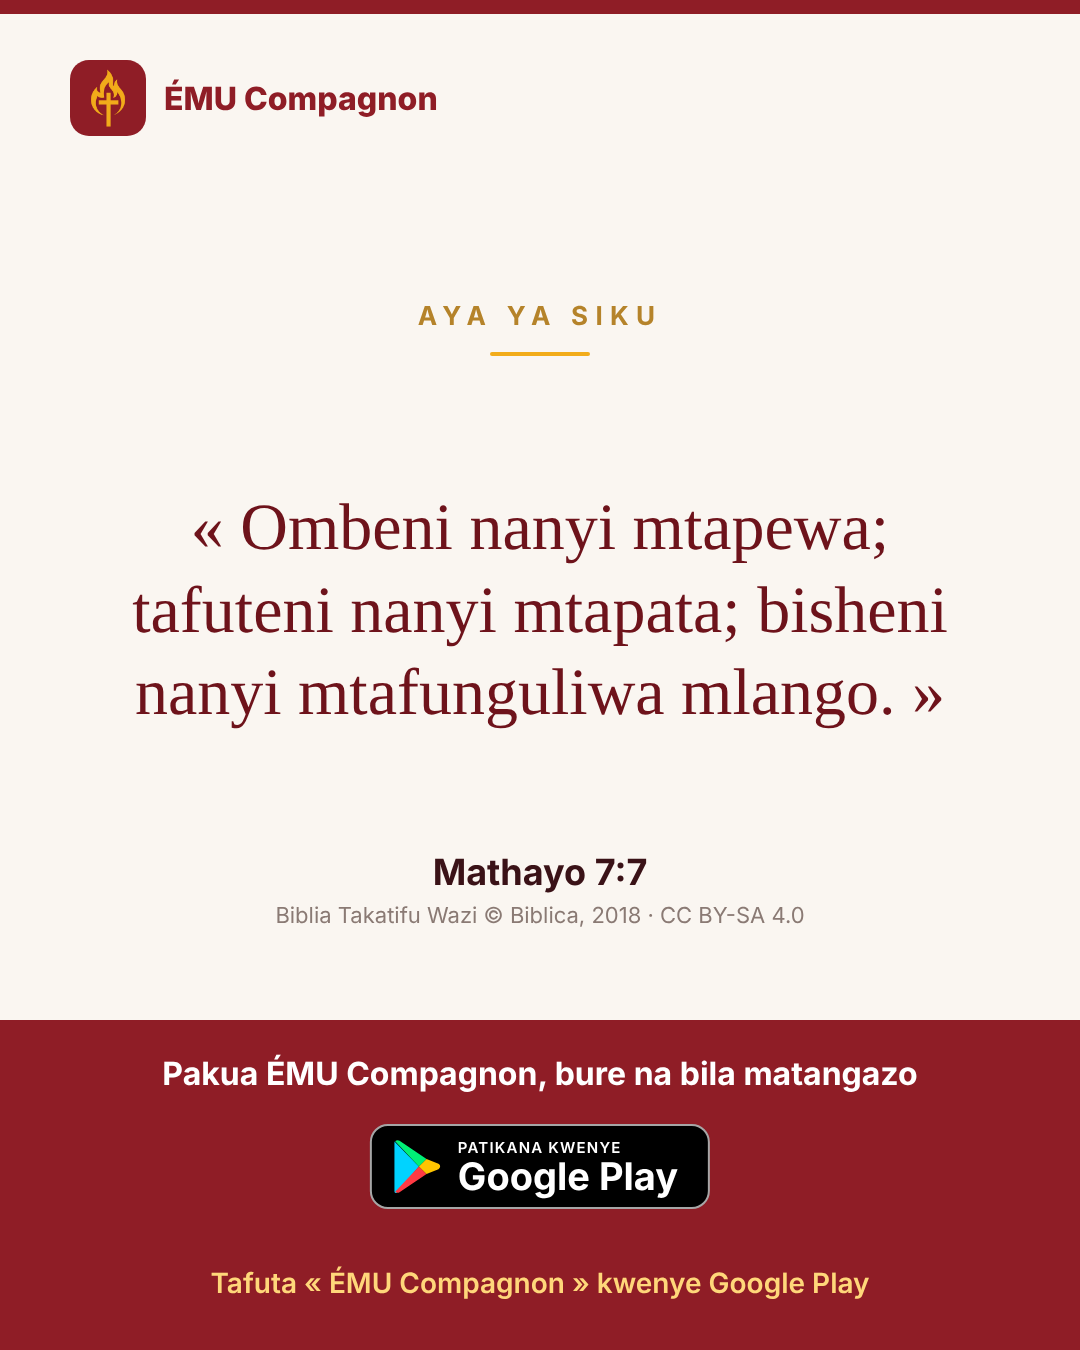 ÉMU Compagnon
AYA YA SIKU
« Ombeni nanyi mtapewa;
tafuteni nanyi mtapata; bisheni
nanyi mtafunguliwa mlango. »
Mathayo 7:7
Biblia Takatifu Wazi © Biblica, 2018 · CC BY-SA 4.0
Pakua ÉMU Compagnon, bure na bila matangazo
PATIKANA KWENYE
Google Play
Tafuta « ÉMU Compagnon » kwenye Google Play